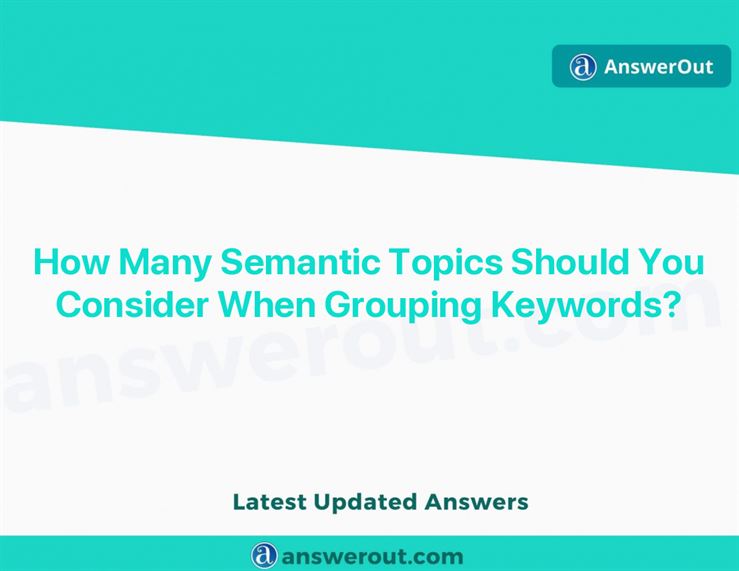 AnswerOut
How Many Semantic Topics Should You
Consider When Grouping Keywords?
answerout.com
Latest Updated Answers
answerout.com